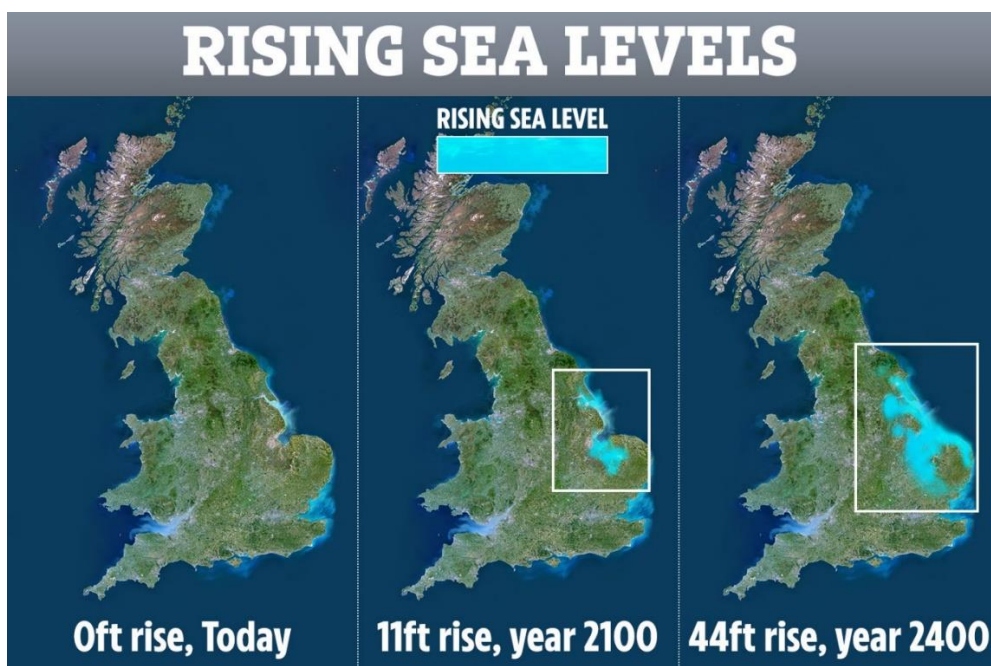 RISING SEA LEVELS
RISING SEA LEVEL
0ft rise, Today
11ft rise, year 2100
44ft rise, year 2400